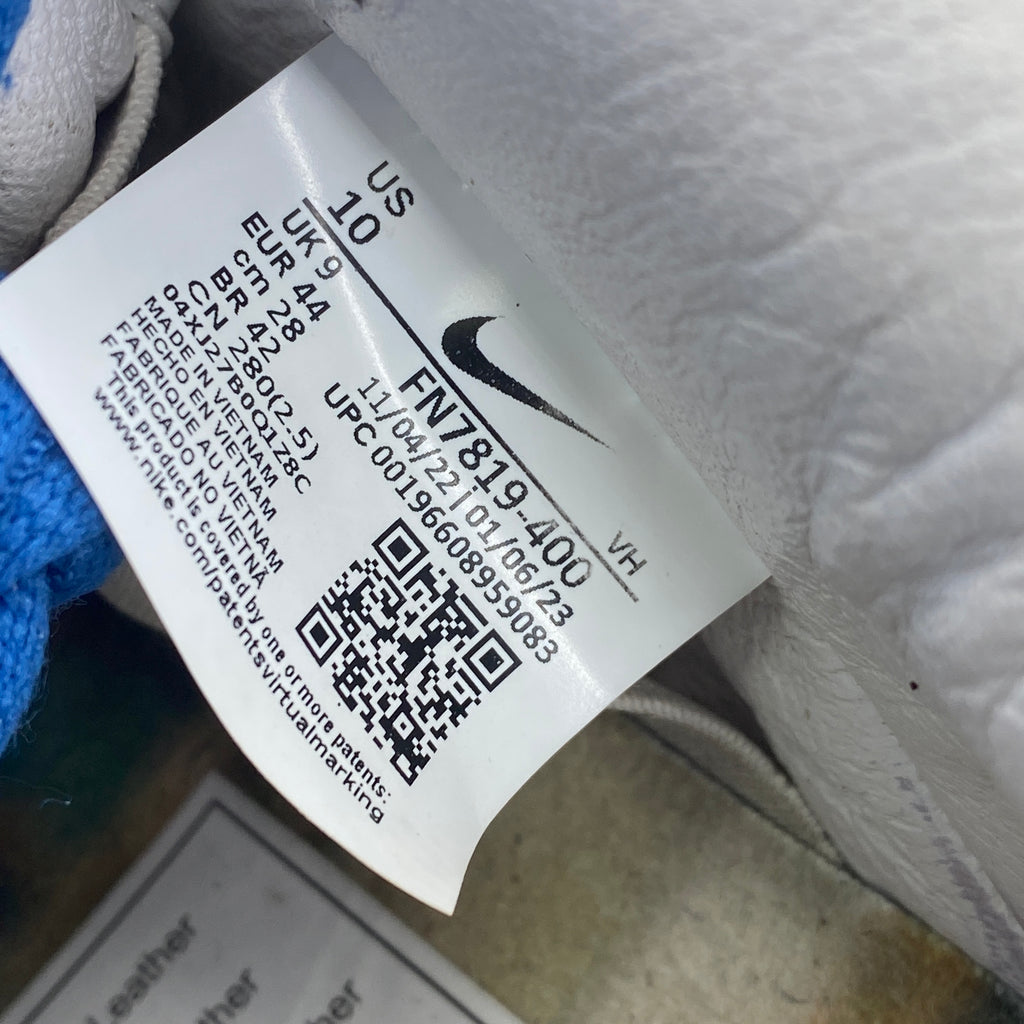 US
10
UK 9
EUR 44
cm 28
BR 42
CN 280(2.5)
04XJ27B0Q1Z8C
MADE IN VIETNAM
HECHO EN VIETNAM
FABRIQUE AU VIETNAM
FABRICADO NO VIETNÃ
This product is covered by one or more patents:
www.nike.com/patentsvirtualmarking
VH
FN7819-400
11/04/22 | 01/06/23
UPC 00196608959083
Leather